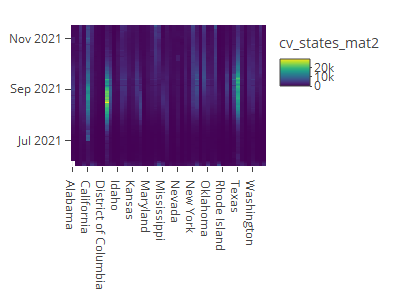 Nov 2021
Sep 2021
Jul 2021
Alabama
California
District of Columbia
Idaho
Kansas
Maryland
Mississippi
Nevada
New York
Oklahoma
Rhode Island
Texas
Washington
cv_states_mat2
20k
10k
0